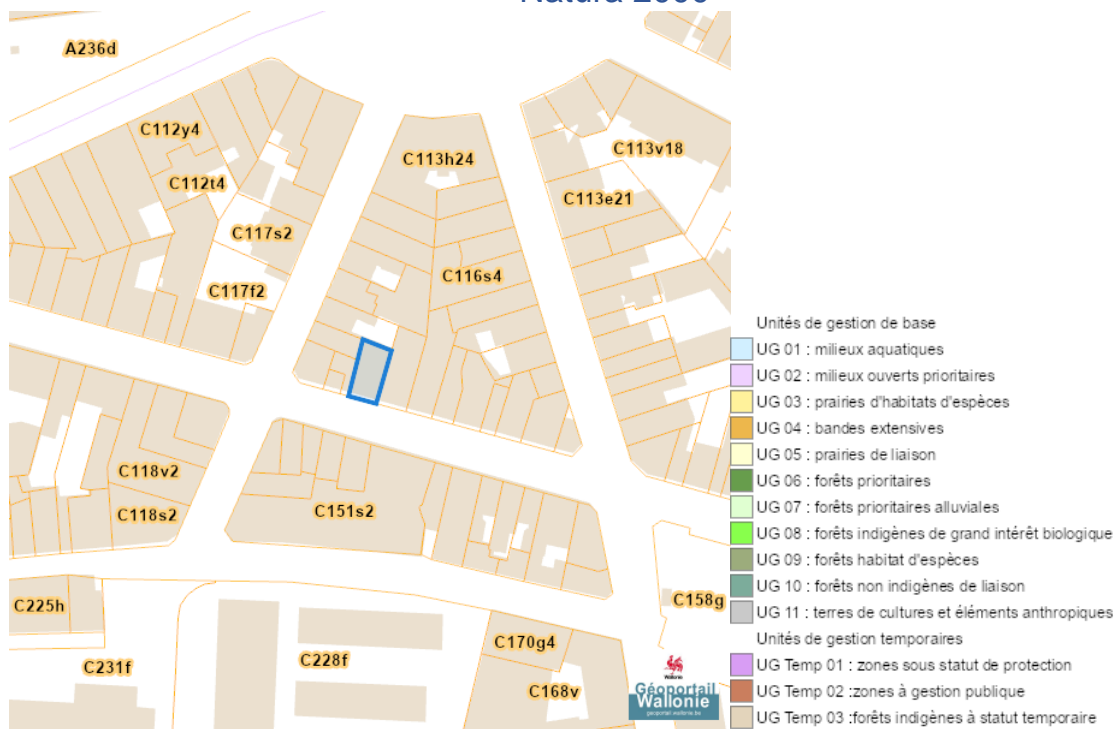 Natura 2000
A236d
C112y4
C113h24
C113v18
C112t4
C113e21
C117s2
C116s4
C117f2
C118v2
C118s2
C151s2
C225h
C158g
C170g4
C231f
C228f
C168v
Wallonie
Géoportail
Wallonie
geoportail.wallonie.be
Unités de gestion de base
UG 01 : milieux aquatiques
UG 02 : milieux ouverts prioritaires
UG 03 : prairies d'habitats d'espèces
UG 04 : bandes extensives
UG 05 : prairies de liaison
UG 06 : forêts prioritaires
UG 07 : forêts prioritaires alluviales
UG 08 : forêts indigènes de grand intérêt biologique
UG 09 : forêts habitat d'espèces
UG 10 : forêts non indigènes de liaison
UG 11 : terres de cultures et éléments anthropiques
Unités de gestion temporaires
UG Temp 01 : zones sous statut de protection
UG Temp 02 :zones à gestion publique
UG Temp 03 :forêts indigènes à statut temporaire